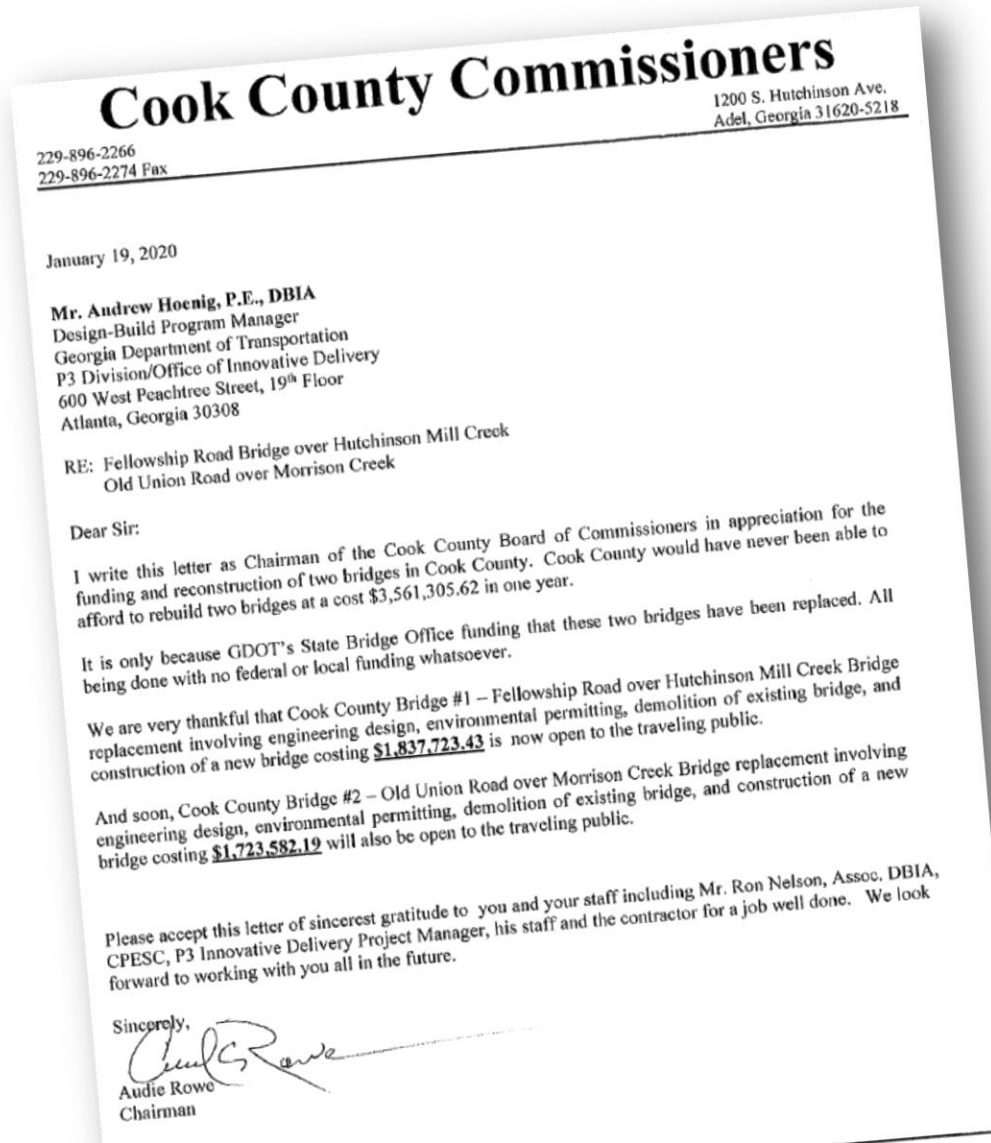 Cook County Commissioners
229-896-2266
229-896-2274 Fax
1200 S. Hutchinson Ave.
Adel, Georgia 31620-5218
January 19, 2020
Mr. Andrew Hoenig, P.E., DBIA
Design-Build Program Manager
Georgia Department of Transportation
P3 Division/Office of Innovative Delivery
600 West Peachtree Street, 19th Floor
Atlanta, Georgia 30308
RE: Fellowship Road Bridge over Hutchinson Mill Creek
Old Union Road over Morrison Creek
Dear Sir:
I write this letter as Chairman of the Cook County Board of Commissioners in appreciation for the
funding and reconstruction of two bridges in Cook County. Cook County would have never been able to
afford to rebuild two bridges at a cost $3,561,305.62 in one year.
It is only because GDOT's State Bridge Office funding that these two bridges have been replaced. All
being done with no federal or local funding whatsoever.
We are very thankful that Cook County Bridge #1 – Fellowship Road over Hutchinson Mill Creek Bridge
replacement involving engineering design, environmental permitting, demolition of existing bridge, and
construction of a new bridge costing $1,837,723.43 is now open to the traveling public.
And soon, Cook County Bridge #2 – Old Union Road over Morrison Creek Bridge replacement involving
engineering design, environmental permitting, demolition of existing bridge, and construction of a new
bridge costing $1,723,582.19 will also be open to the traveling public.
Please accept this letter of sincerest gratitude to you and your staff including Mr. Ron Nelson, Assoc. DBIA,
CPESC, P3 Innovative Delivery Project Manager, his staff and the contractor for a job well done. We look
forward to working with you all in the future.
Sincerely,
Audie Rowe
Chairman